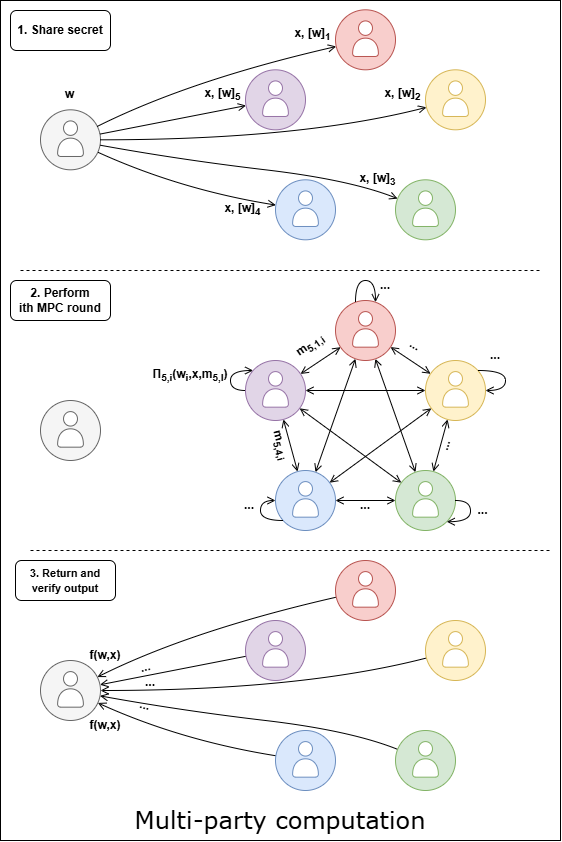 1. Share secret
w
x, [w]₁
x, [w]₅
x, [w]₂
x, [w]₃
x, [w]₄
2. Perform
ith MPC round
...
m₅,₁,ᵢ
...
...
Π₅,ᵢ(wᵢ,x,m₅,ₗ)
m₅,₄,ᵢ
...
...
...
...
3. Return and
verify output
f(w,x)
...
...
...
f(w,x)
Multi-party computation